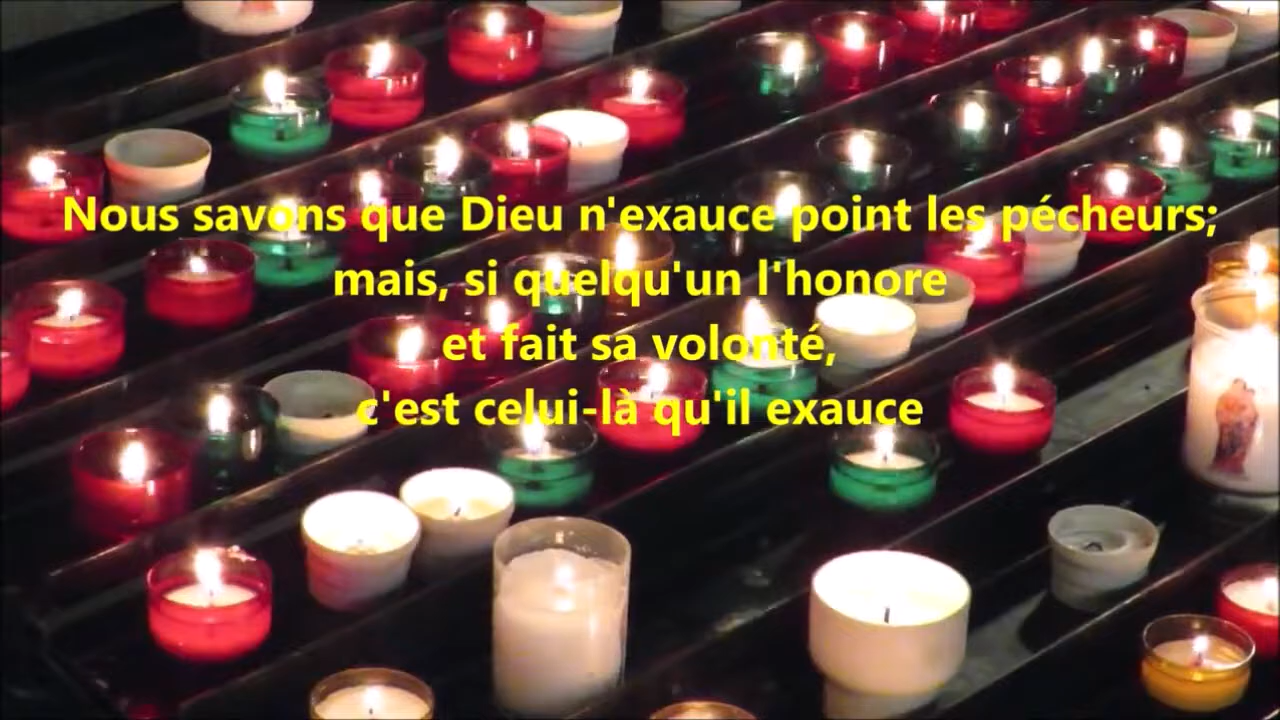 Nous savons que Dieu n'exauce point les pécheurs;
mais, si quelqu'un l'honore
et fait sa volonté,
c'est celui-là qu'il exauce